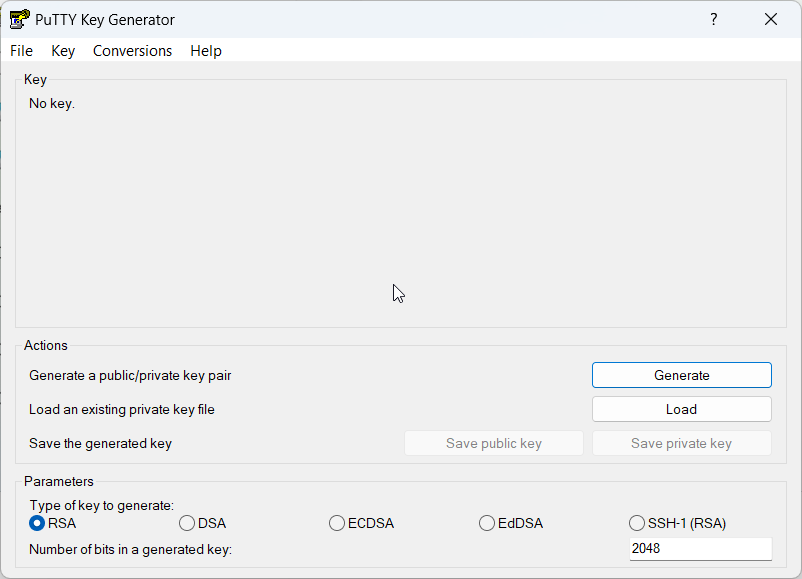 PuTTY Key Generator ?
File Key Conversions Help
Key
No key.
Actions
Generate a public/private key pair Generate
Load an existing private key file Load
Save the generated key Save public key Save private key
Parameters
Type of key to generate:
RSA DSA ECDSA EdDSA SSH-1 (RSA)
Number of bits in a generated key: 2048